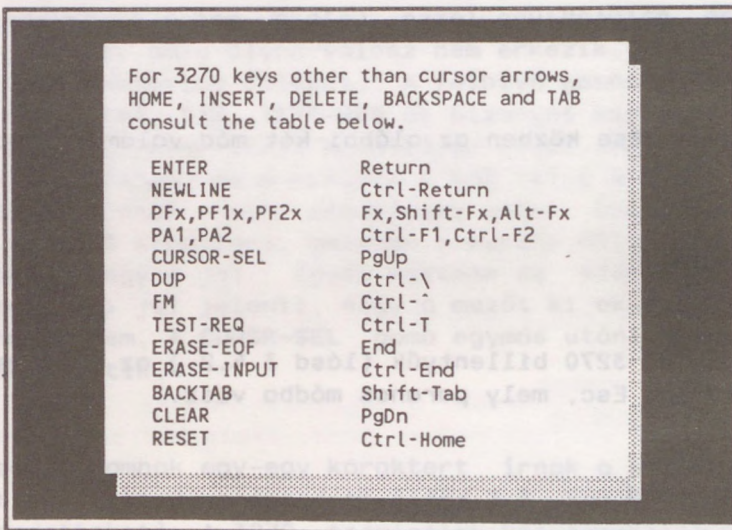 For 3270 keys other than cursor arrows,
HOME, INSERT, DELETE, BACKSPACE and TAB
consult the table below.
ENTER Return
NEWLINE Ctrl-Return
PFx,PF1x,PF2x Fx,Shift-Fx,Alt-Fx
PA1,PA2 Ctrl-F1,Ctrl-F2
CURSOR-SEL PgUp
DUP Ctrl-\
FM Ctrl--
TEST-REQ Ctrl-T
ERASE-EOF End
ERASE-INPUT Ctrl-End
BACKTAB Shift-Tab
CLEAR PgDn
RESET Ctrl-Home